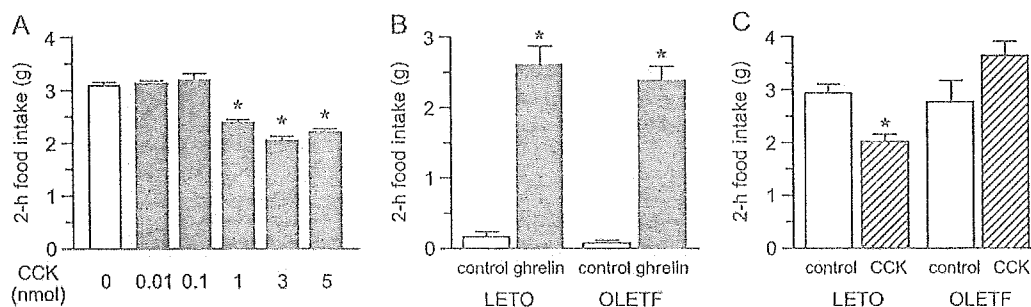 A
2-h food intake (g)
4
3
2
1
0
* * *
CCK (nmol)
0 0.01 0.1 1 3 5
B
2-h food intake (g)
3
2
1
0
* *
control ghrelin control ghrelin
LETO OLETF
C
2-h food intake (g)
4
3
2
1
0
*
control CCK control CCK
LETO OLETF